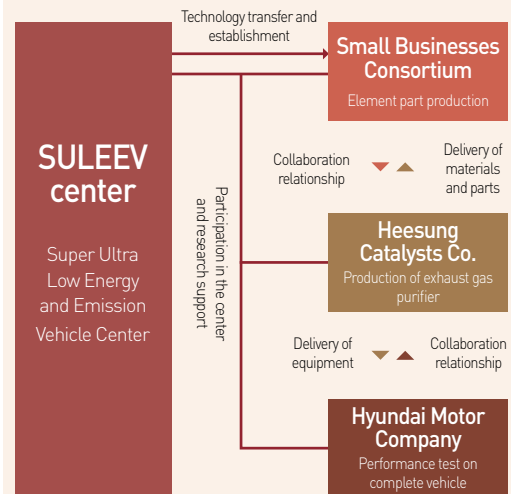 Technology transfer and
establishment
SULEEV
center
Super Ultra
Low Energy
and Emission
Vehicle Center
Participation in the center
and research support
Small Businesses
Consortium
Element part production
Collaboration
relationship
Delivery of
materials
and parts
Heesung
Catalysts Co.
Production of exhaust gas
purifier
Delivery of
equipment
Collaboration
relationship
Hyundai Motor
Company
Performance test on
complete vehicle